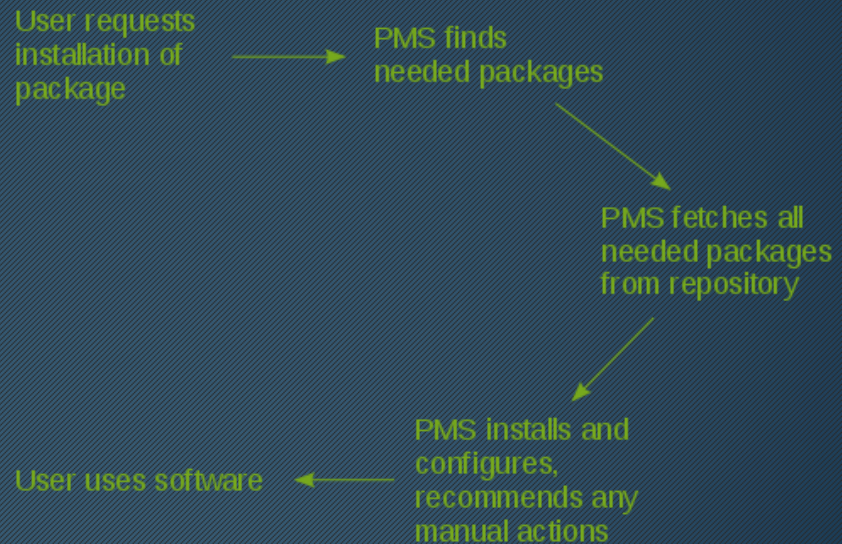 User requests
installation of
package
PMS finds
needed packages
PMS fetches all
needed packages
from repository
PMS installs and
configures,
recommends any
manual actions
User uses software